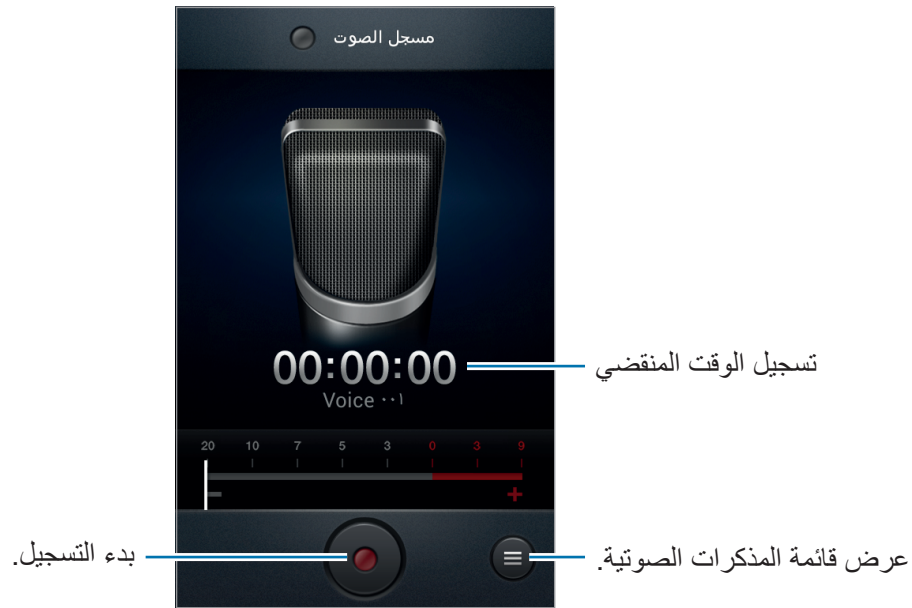 مسجل الصوت
00:00:00
تسجيل الوقت المنقضي
Voice ٠٠١
20 10 7 5 3 0 3 9
- +
عرض قائمة المذكرات الصوتية.
بدء التسجيل.